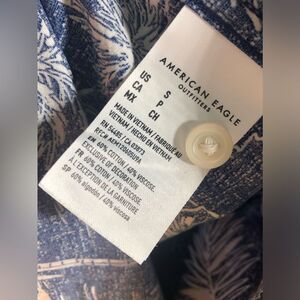 AMERICAN EAGLE
OUTFITTERS
US S
CA P
MX CH
MADE IN VIETNAM / FABRIQUÉ AU
VIETNAM / HECHO EN VIETNAM
RN 54485 / CA 03973
EN 60% COTTON / 40% VISCOSE.
EXCLUSIVE OF DECORATION
FR 60% COTON / 40% VISCOSE.
EXCEPTION DE LA GARNITURE
SP 60% algodón / 40% viscosa